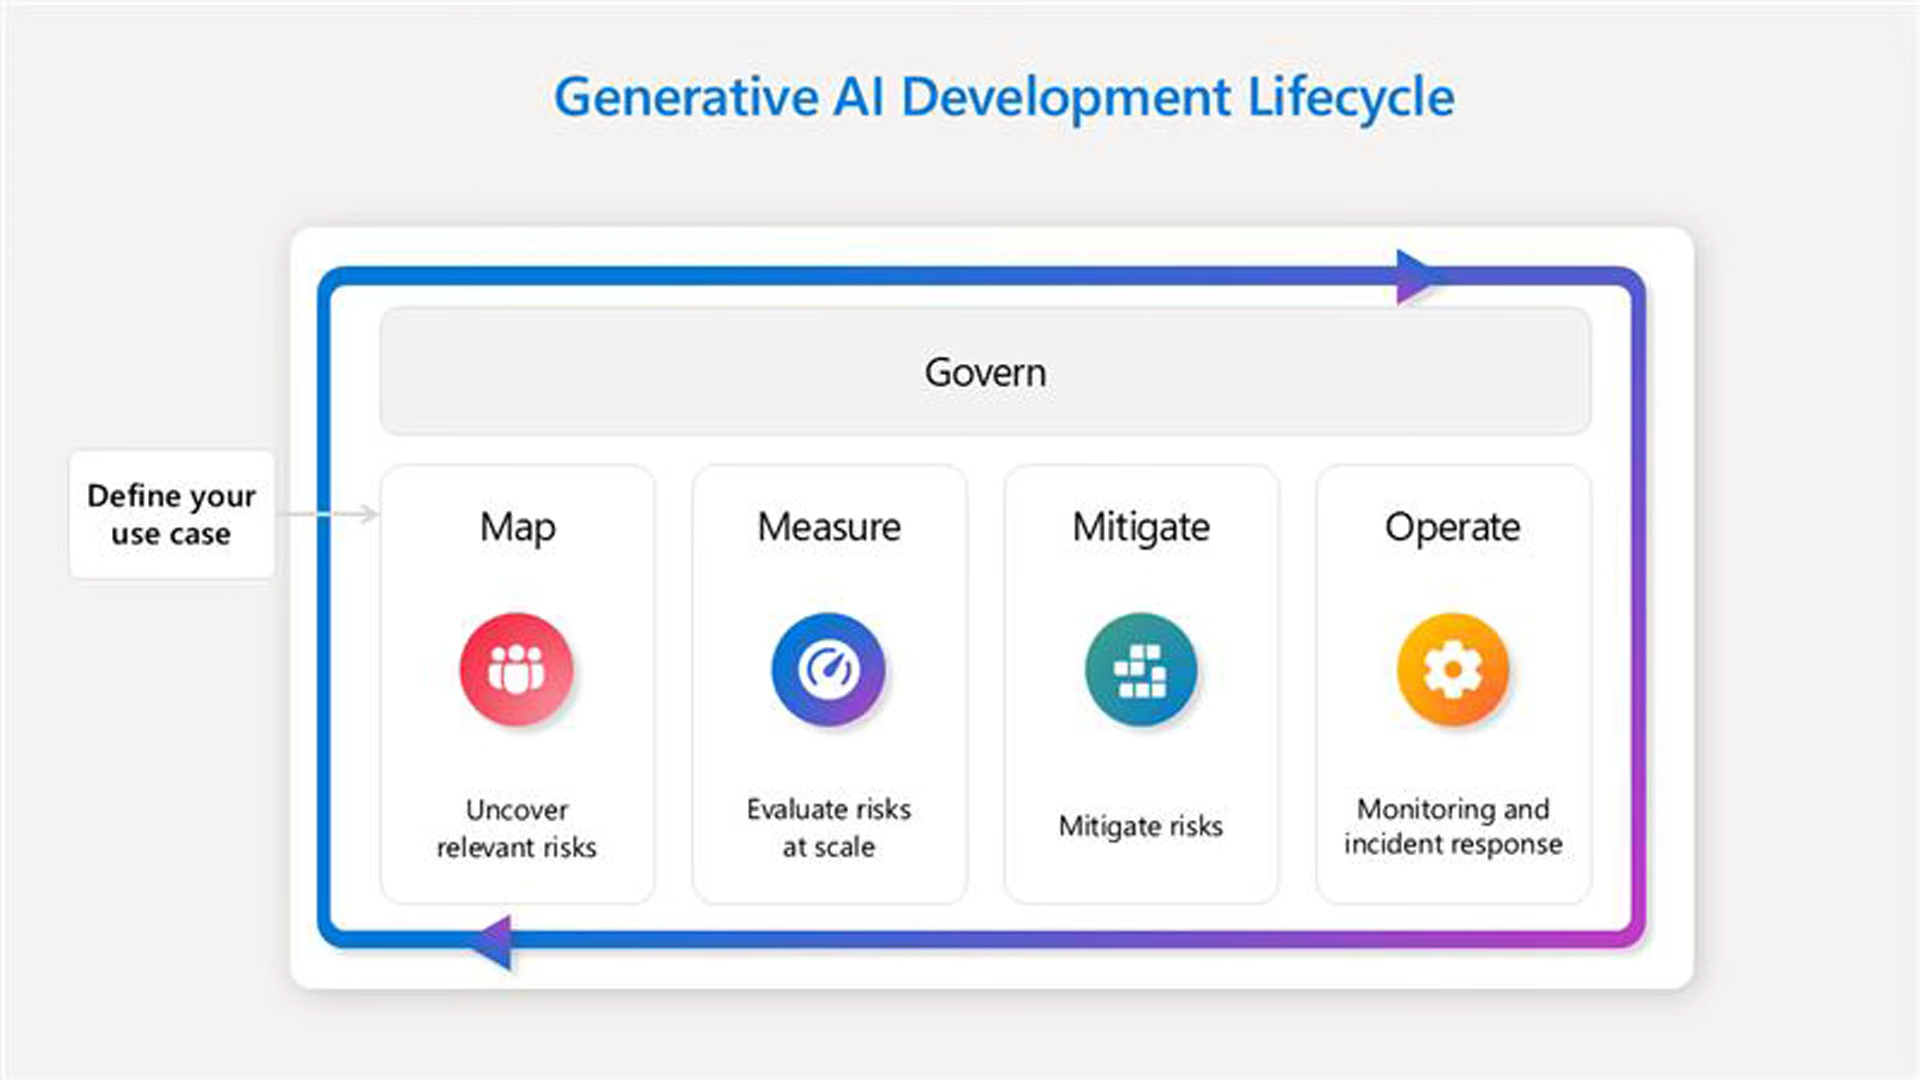 Generative AI Development Lifecycle
Govern
Define your
use case
Map
Uncover
relevant risks
Measure
Evaluate risks
at scale
Mitigate
Mitigate risks
Operate
Monitoring and
incident response